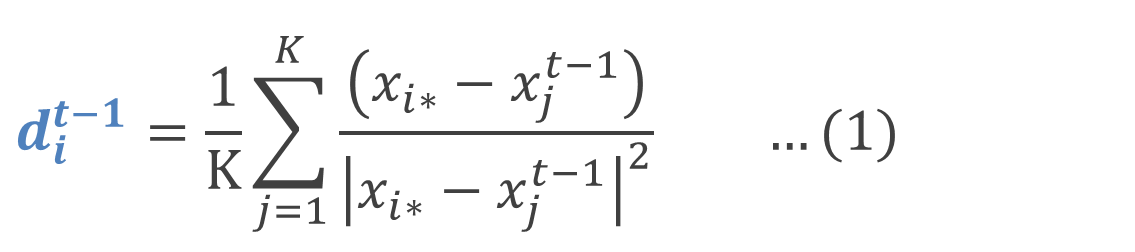 d_i^{t-1} = \frac{1}{K} \sum_{j=1}^{K} \frac{(x_{i*} - x_j^{t-1})}{|x_{i*} - x_j^{t-1}|^2} ... (1)